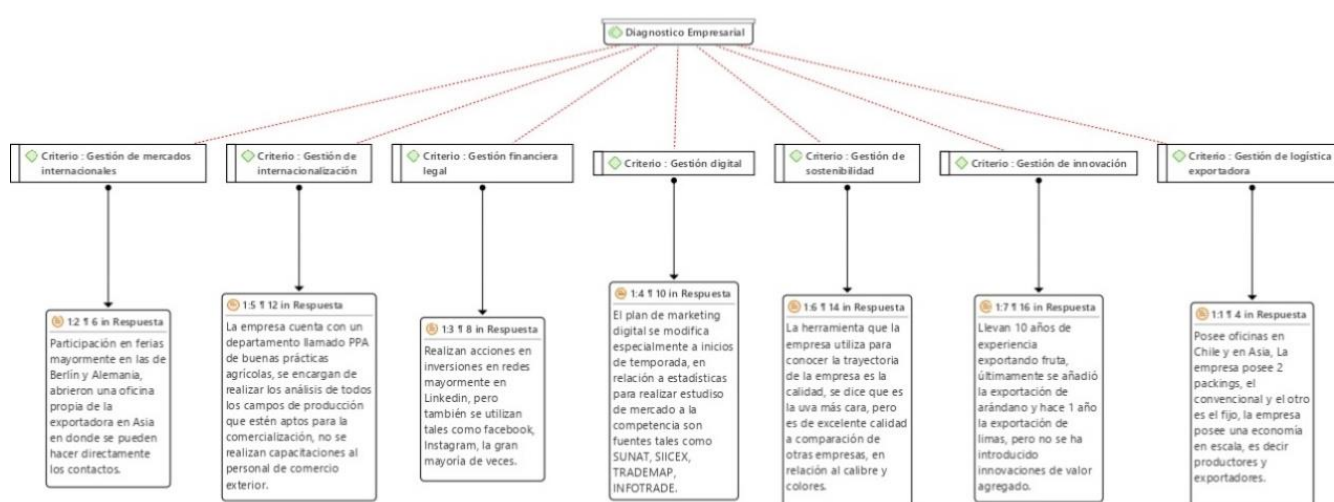 Diagnostico Empresarial
Criterio : Gestión de mercados
internacionales
Criterio : Gestión de
internacionalización
Criterio : Gestión financiera
legal
Criterio : Gestión digital
Criterio : Gestión de
sostenibilidad
Criterio : Gestión de innovación
Criterio : Gestión de logística
exportadora
1:2 ¶ 6 in Respuesta
Participación en ferias
mayormente en las de
Berlín y Alemania,
abrieron una oficina
propia de la
exportadora en Asia
en donde se pueden
hacer directamente
los contactos.
1:5 ¶ 12 in Respuesta
La empresa cuenta con un
departamento llamado PPA
de buenas prácticas
agrícolas, se encargan de
realizar los análisis de todos
los campos de producción
que estén aptos para la
comercialización, no se
realizan capacitaciones al
personal de comercio
exterior.
1:3 ¶ 8 in Respuesta
Realizan acciones en
inversiones en redes
mayormente en
Linkedin, pero
también se utilizan
tales como facebook,
Instagram, la gran
mayoría de veces.
1:4 ¶ 10 in Respuesta
El plan de marketing
digital se modifica
especialmente a inicios
de temporada, en
relación a estadísticas
para realizar estudiso
de mercado a la
competencia son
fuentes tales como
SUNAT, SIICEX,
TRADEMAP,
INFOTRADE.
1:6 ¶ 14 in Respuesta
La herramienta que la
empresa utiliza para
conocer la trayectoria
de la empresa es la
calidad, se dice que es
la uva más cara, pero
es de excelente calidad
a comparación de
otras empresas, en
relación al calibre y
colores.
1:7 ¶ 16 in Respuesta
Llevan 10 años de
experiencia
exportando fruta,
últimamente se añadió
la exportación de
arándano y hace 1 año
la exportación de
limas, pero no se ha
introducido
innovaciones de valor
agregado.
1:1 ¶ 4 in Respuesta
Posee oficinas en
Chile y en Asia, La
empresa posee 2
packings, el
convencional y el otro
es el fijo, la empresa
posee una economía
en escala, es decir
productores y
exportadores.